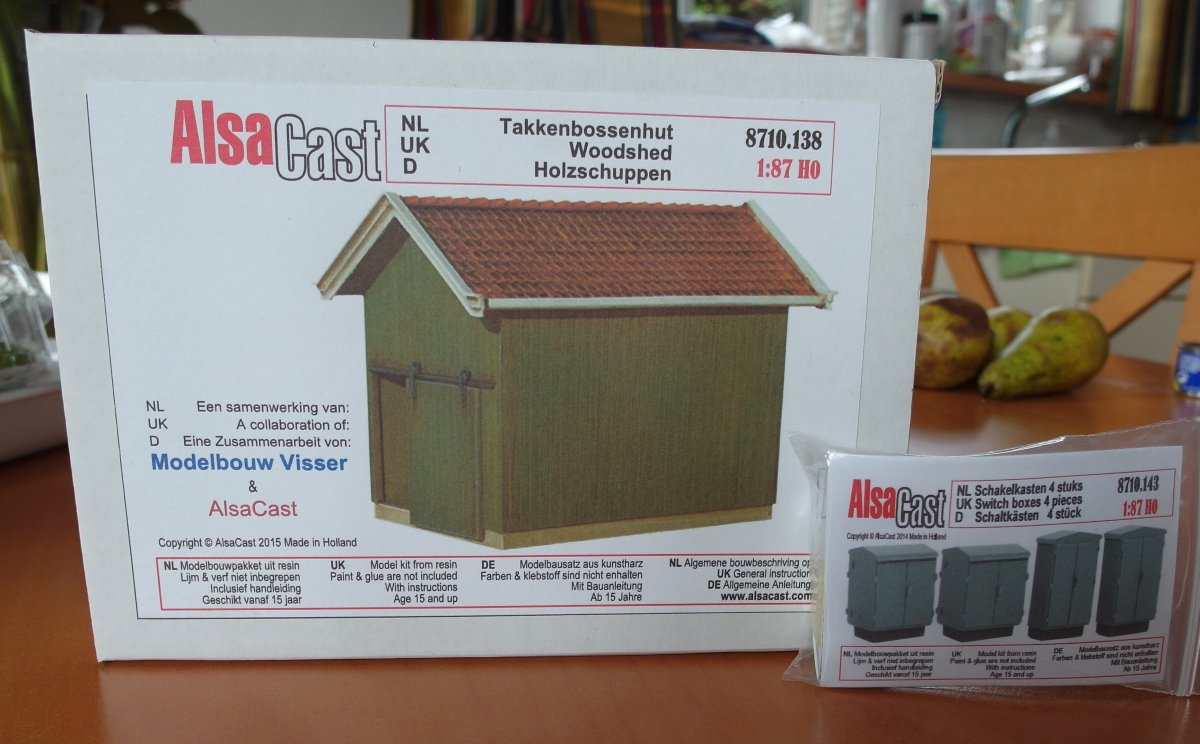 AlsaCast
NL Takkenbossenhut 8710.138
UK Woodshed
D Holzschuppen 1:87 H0
NL Een samenwerking van:
UK A collaboration of:
D Eine Zusammenarbeit von:
Modelbouw Visser
&
AlsaCast
Copyright © AlsaCast 2015 Made in Holland
NL Modelbouwpakket uit resin
Lijm & verf niet inbegrepen
Inclusief handleiding
Geschikt vanaf 15 jaar
UK Model kit from resin
Paint & glue are not included
With instructions
Age 15 and up
DE Modelbausatz aus kunstharz
Farben & klebstoff sind nicht enhalten
Mit Bauanleitung
Ab 15 Jahre
NL Algemene bouwbeschriving op
UK General instruction
DE Allgemeine Anleitung
www.alsacast.com
AlsaCast
NL Schakelkasten 4 stuks 8710.143
UK Switch boxes 4 pieces
D Schaltkästen 4 stück 1:87 H0
Copyright © AlsaCast 2014 Made in Holland
NL Modelbouwpakket uit resin
Lijm & verf niet inbegrepen
Inclusief handleiding
Geschikt vanaf 15 jaar
UK Model kit from resin
Paint & glue are not included
With instructions
Age 15 and up
DE Modelbausatz aus kunstharz
Farben & klebstoff sind nicht enhalten
Mit Bauanleitung
Ab 15 Jahre